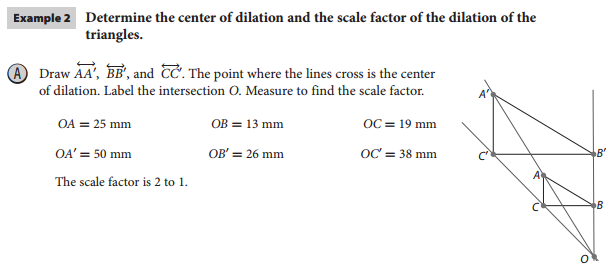 Example 2 Determine the center of dilation and the scale factor of the dilation of the
triangles.
A Draw AA′, BB′, and CC′. The point where the lines cross is the center
of dilation. Label the intersection O. Measure to find the scale factor.
OA = 25 mm OB = 13 mm OC = 19 mm
OA′ = 50 mm OB′ = 26 mm OC′ = 38 mm
The scale factor is 2 to 1.
A′
C′ B′
A
C B
O